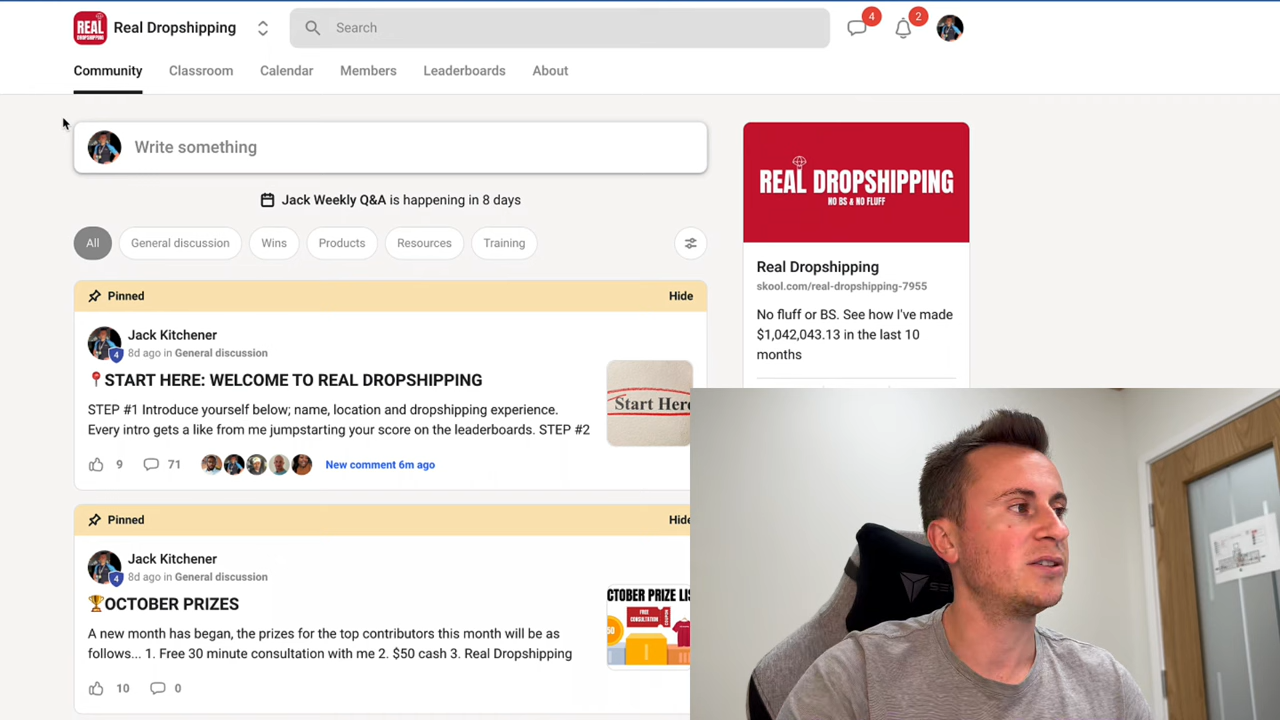 REAL
DROPSHIPPING
Real Dropshipping
Search
4
2
Community
Classroom
Calendar
Members
Leaderboards
About
Write something
Jack Weekly Q&A is happening in 8 days
All
General discussion
Wins
Products
Resources
Training
Pinned
Hide
Jack Kitchener
4
8d ago in General discussion
📍START HERE: WELCOME TO REAL DROPSHIPPING
STEP #1 Introduce yourself below; name, location and dropshipping experience.
Every intro gets a like from me jumpstarting your score on the leaderboards. STEP #2
Start Here
9
71
New comment 6m ago
Pinned
Hide
Jack Kitchener
4
8d ago in General discussion
🏆OCTOBER PRIZES
A new month has began, the prizes for the top contributors this month will be as
follows... 1. Free 30 minute consultation with me 2. $50 cash 3. Real Dropshipping
CTOBER PRIZE LI
FREE
CONSULTATION
COUPON
50
10
0
REAL DROPSHIPPING
NO BS & NO FLUFF
Real Dropshipping
skool.com/real-dropshipping-7955
No fluff or BS. See how I've made
$1,042,043.13 in the last 10
months